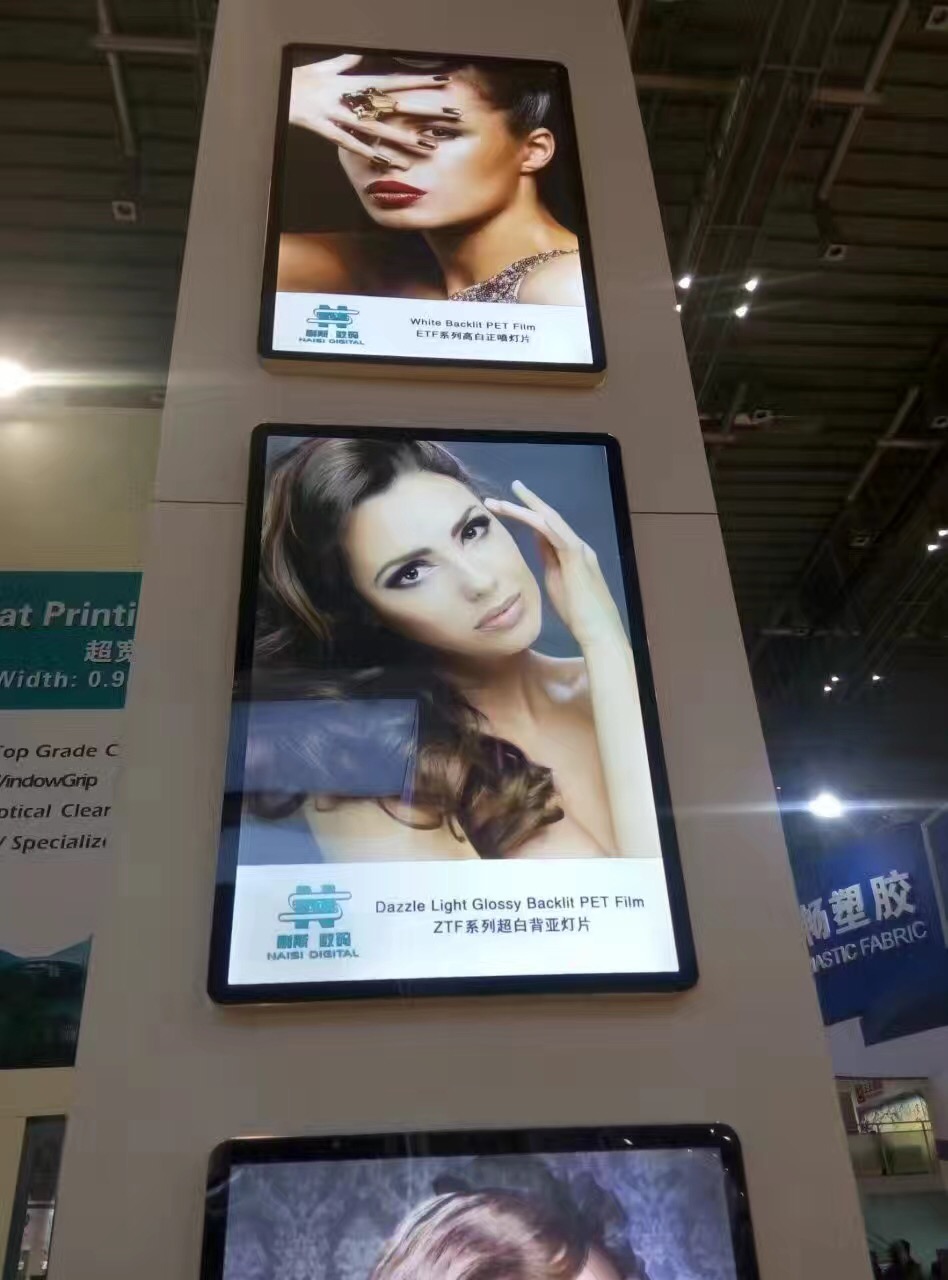 耐斯 数码
NAISI DIGITAL
White Backlit PET Film
ETF系列高白正喷灯片
at Printi
超宽
Width: 0.9
Top Grade C
WindowGrip
ptical Clear
/ Specializ
耐斯 数码
NAISI DIGITAL
Dazzle Light Glossy Backlit PET Film
ZTF系列超白背亚灯片
畅塑胶
ASTIC FABRIC